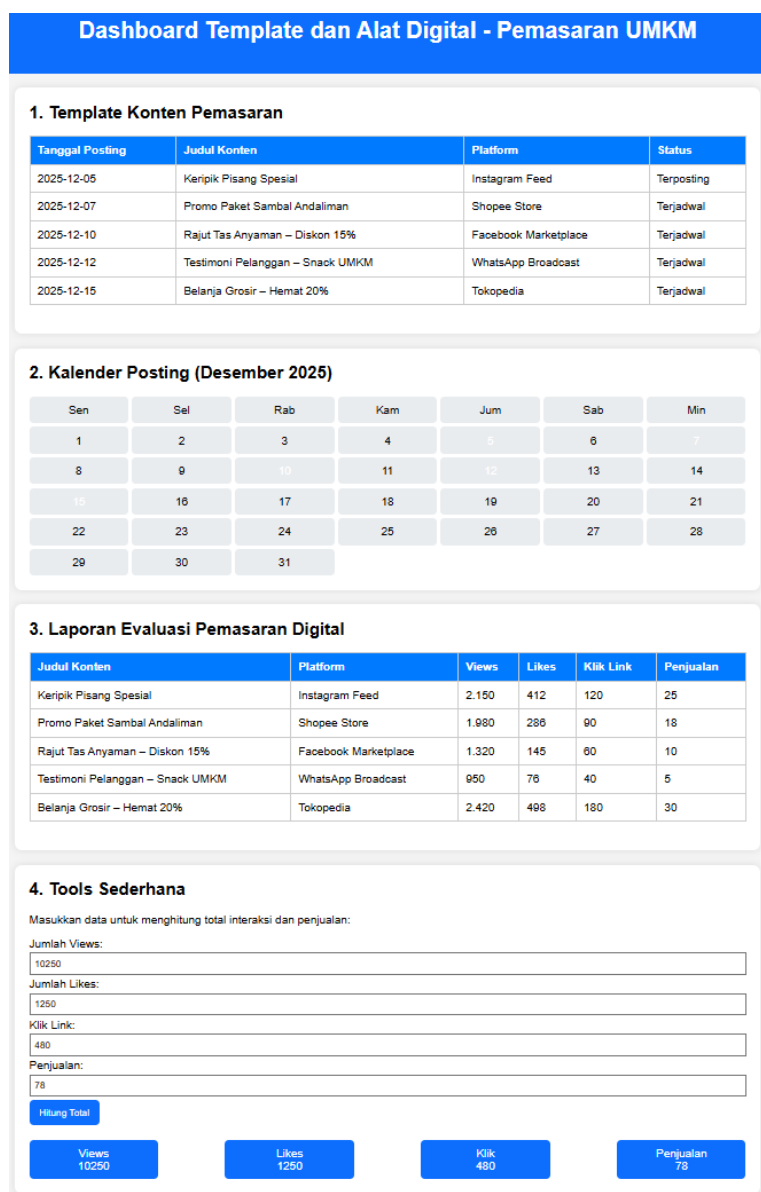 Dashboard Template dan Alat Digital - Pemasaran UMKM
1. Template Konten Pemasaran
Tanggal Posting Judul Konten Platform Status
2025-12-05 Keripik Pisang Spesial Instagram Feed Terposting
2025-12-07 Promo Paket Sambal Andaliman Shopee Store Terjadwal
2025-12-10 Rajut Tas Anyaman – Diskon 15% Facebook Marketplace Terjadwal
2025-12-12 Testimoni Pelanggan – Snack UMKM WhatsApp Broadcast Terjadwal
2025-12-15 Belanja Grosir – Hemat 20% Tokopedia Terjadwal
2. Kalender Posting (Desember 2025)
Sen Sel Rab Kam Jum Sab Min
1 2 3 4 5 6 7
8 9 10 11 12 13 14
15 16 17 18 19 20 21
22 23 24 25 26 27 28
29 30 31
3. Laporan Evaluasi Pemasaran Digital
Judul Konten Platform Views Likes Klik Link Penjualan
Keripik Pisang Spesial Instagram Feed 2.150 412 120 25
Promo Paket Sambal Andaliman Shopee Store 1.980 286 90 18
Rajut Tas Anyaman – Diskon 15% Facebook Marketplace 1.320 145 60 10
Testimoni Pelanggan – Snack UMKM WhatsApp Broadcast 950 76 40 5
Belanja Grosir – Hemat 20% Tokopedia 2.420 498 180 30
4. Tools Sederhana
Masukkan data untuk menghitung total interaksi dan penjualan:
Jumlah Views:
10250
Jumlah Likes:
1250
Klik Link:
480
Penjualan:
78
Hitung Total
Views Likes Klik Penjualan
10250 1250 480 78